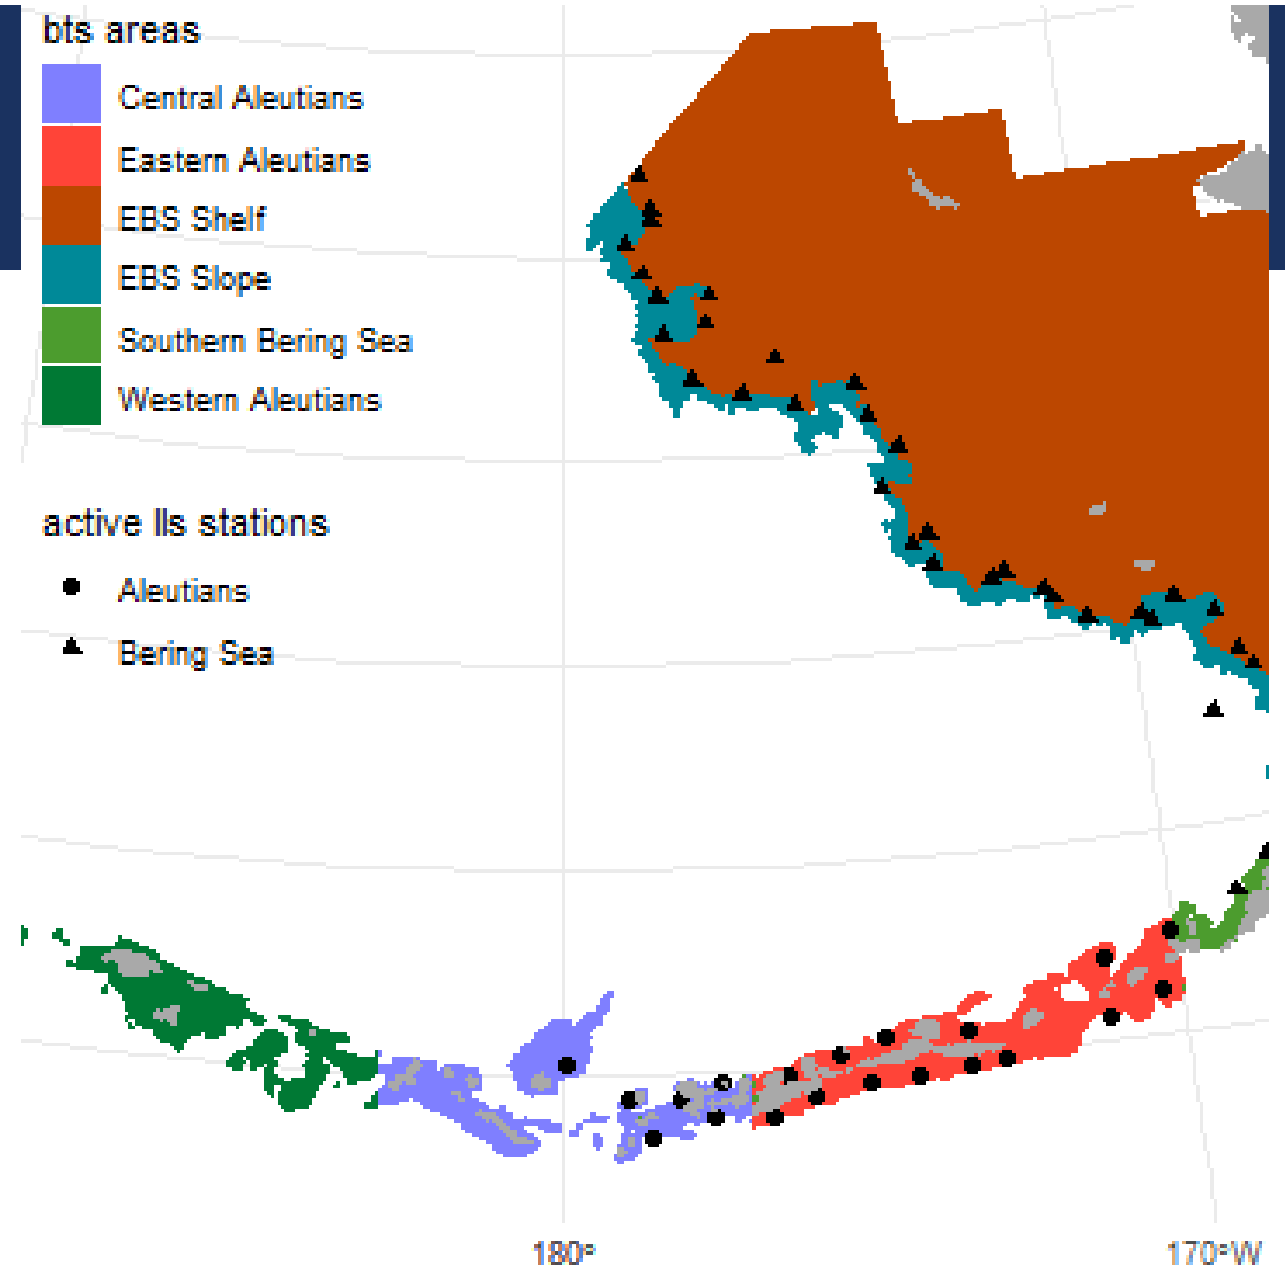 bts areas
Central Aleutians
Eastern Aleutians
EBS Shelf
EBS Slope
Southern Bering Sea
Western Aleutians
active lls stations
Aleutians
Bering Sea
180°
170°W